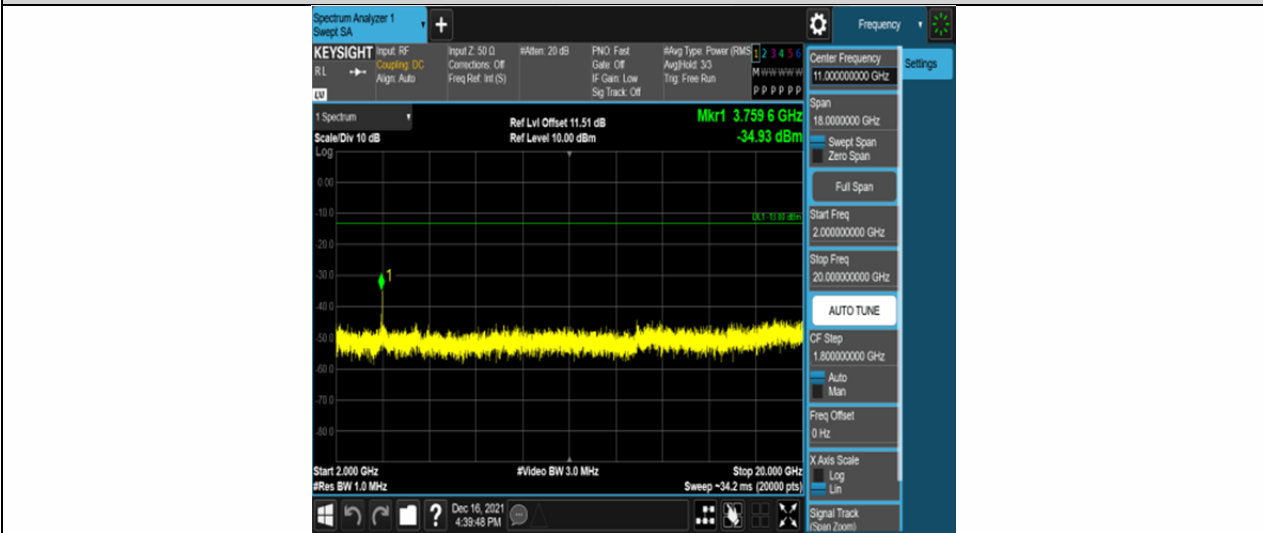 Spectrum Analyzer 1
Swept SA
+
Frequency
KEYSIGHT
RL
LV
Input: RF
Coupling: DC
Align: Auto
Input Z: 50 Ω
Corrections: Off
Freq Ref: Int (S)
#Atten: 20 dB
PNO: Fast
Gate: Off
IF Gain: Low
Sig Track: Off
#Avg Type: Power (RMS
Avg|Hold: 3/3
Trig: Free Run
1 2 3 4 5 6
M W W W W W
P P P P P P
1 Spectrum
Scale/Div 10 dB
Log
Ref Lvl Offset 11.51 dB
Ref Level 10.00 dBm
Mkr1 3.759 6 GHz
-34.93 dBm
0.00
-10.0
DL1 -13.00 dBm
-20.0
-30.0
1
-40.0
-50.0
-60.0
-70.0
-80.0
Start 2.000 GHz
#Res BW 1.0 MHz
#Video BW 3.0 MHz
Stop 20.000 GHz
Sweep ~34.2 ms (20000 pts)
?
Dec 16, 2021
4:39:48 PM
Center Frequency
11.000000000 GHz
Settings
Span
18.0000000 GHz
Swept Span
Zero Span
Full Span
Start Freq
2.000000000 GHz
Stop Freq
20.000000000 GHz
AUTO TUNE
CF Step
1.800000000 GHz
Auto
Man
Freq Offset
0 Hz
X Axis Scale
Log
Lin
Signal Track
(Span Zoom)